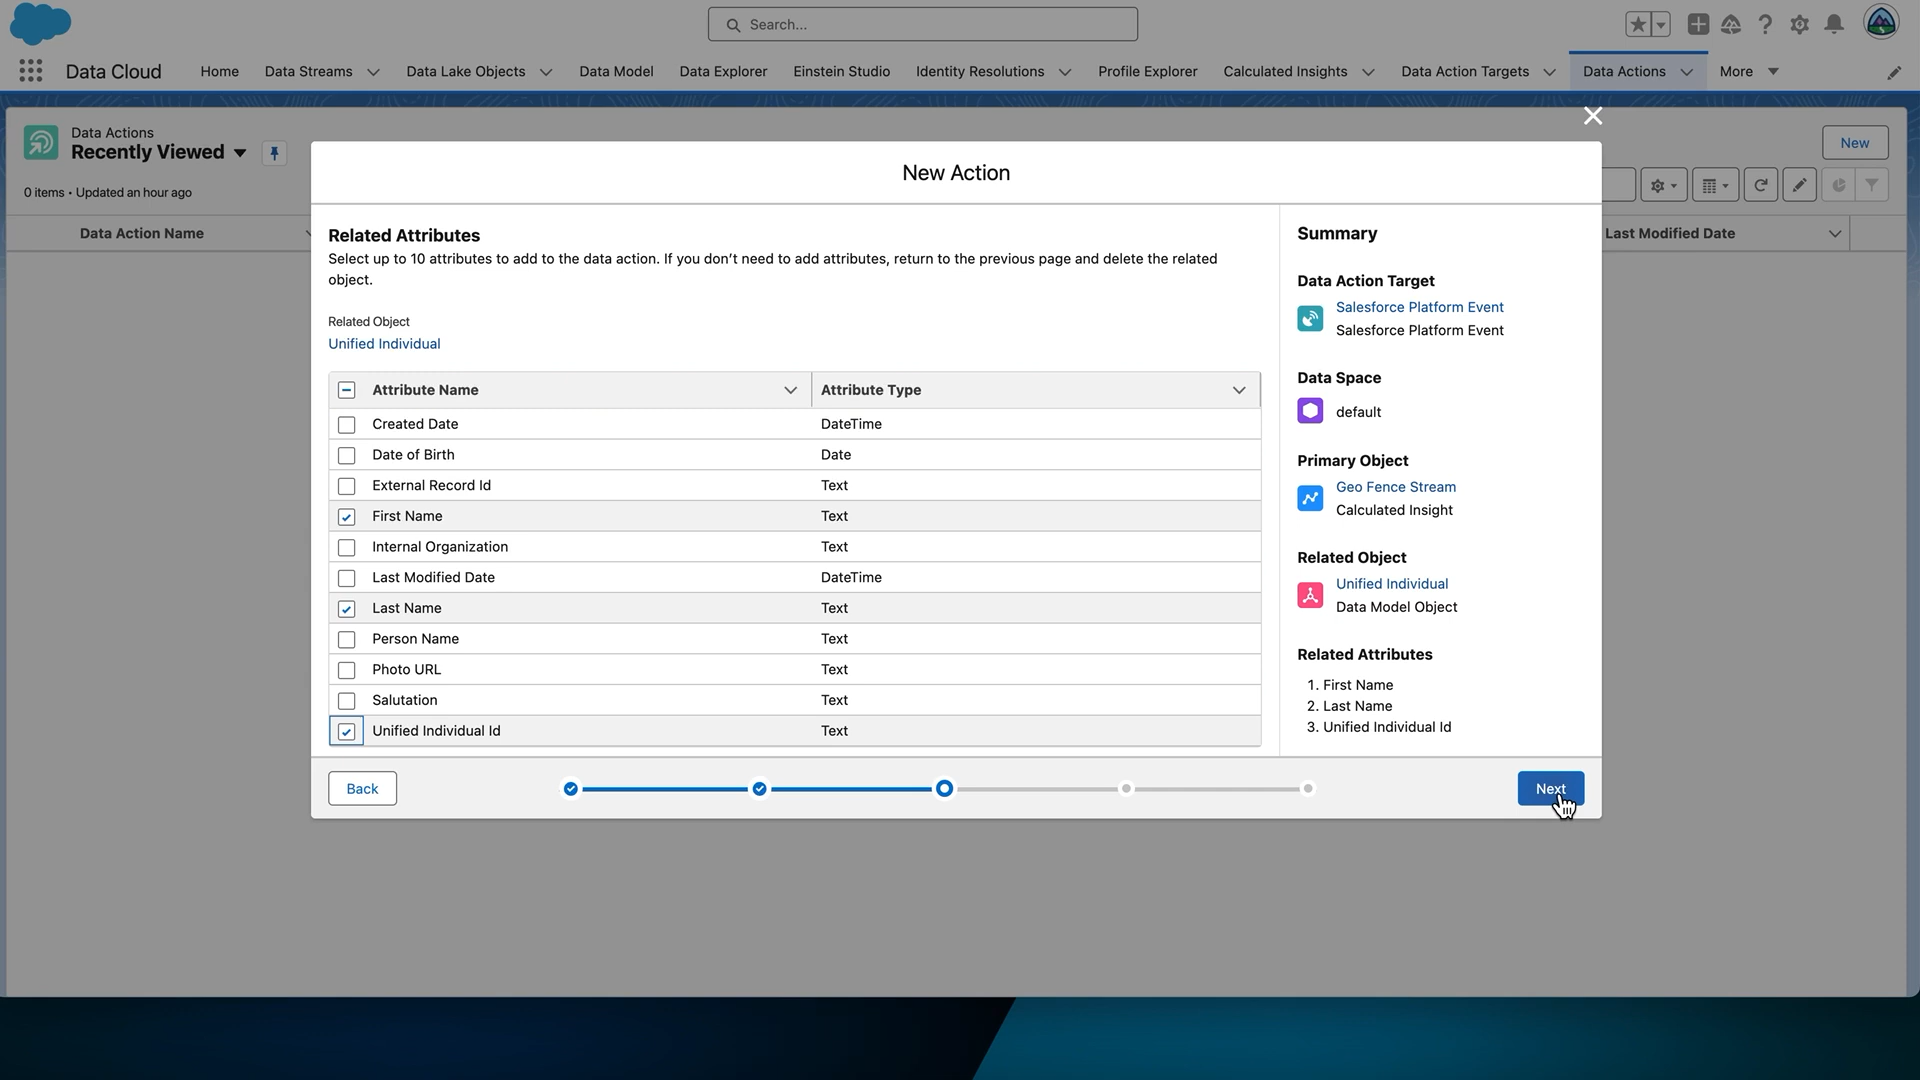 Search...
Data Cloud
Home
Data Streams
Data Lake Objects
Data Model
Data Explorer
Einstein Studio
Identity Resolutions
Profile Explorer
Calculated Insights
Data Action Targets
Data Actions
More
Data Actions
Recently Viewed
0 items • Updated an hour ago
New
Data Action Name
Last Modified Date
New Action
Related Attributes
Select up to 10 attributes to add to the data action. If you don’t need to add attributes, return to the previous page and delete the related
object.
Related Object
Unified Individual
Attribute Name Attribute Type
Created Date DateTime
Date of Birth Date
External Record Id Text
First Name Text
Internal Organization Text
Last Modified Date DateTime
Last Name Text
Person Name Text
Photo URL Text
Salutation Text
Unified Individual Id Text
Summary
Data Action Target
Salesforce Platform Event
Salesforce Platform Event
Data Space
default
Primary Object
Geo Fence Stream
Calculated Insight
Related Object
Unified Individual
Data Model Object
Related Attributes
1. First Name
2. Last Name
3. Unified Individual Id
Back
Next